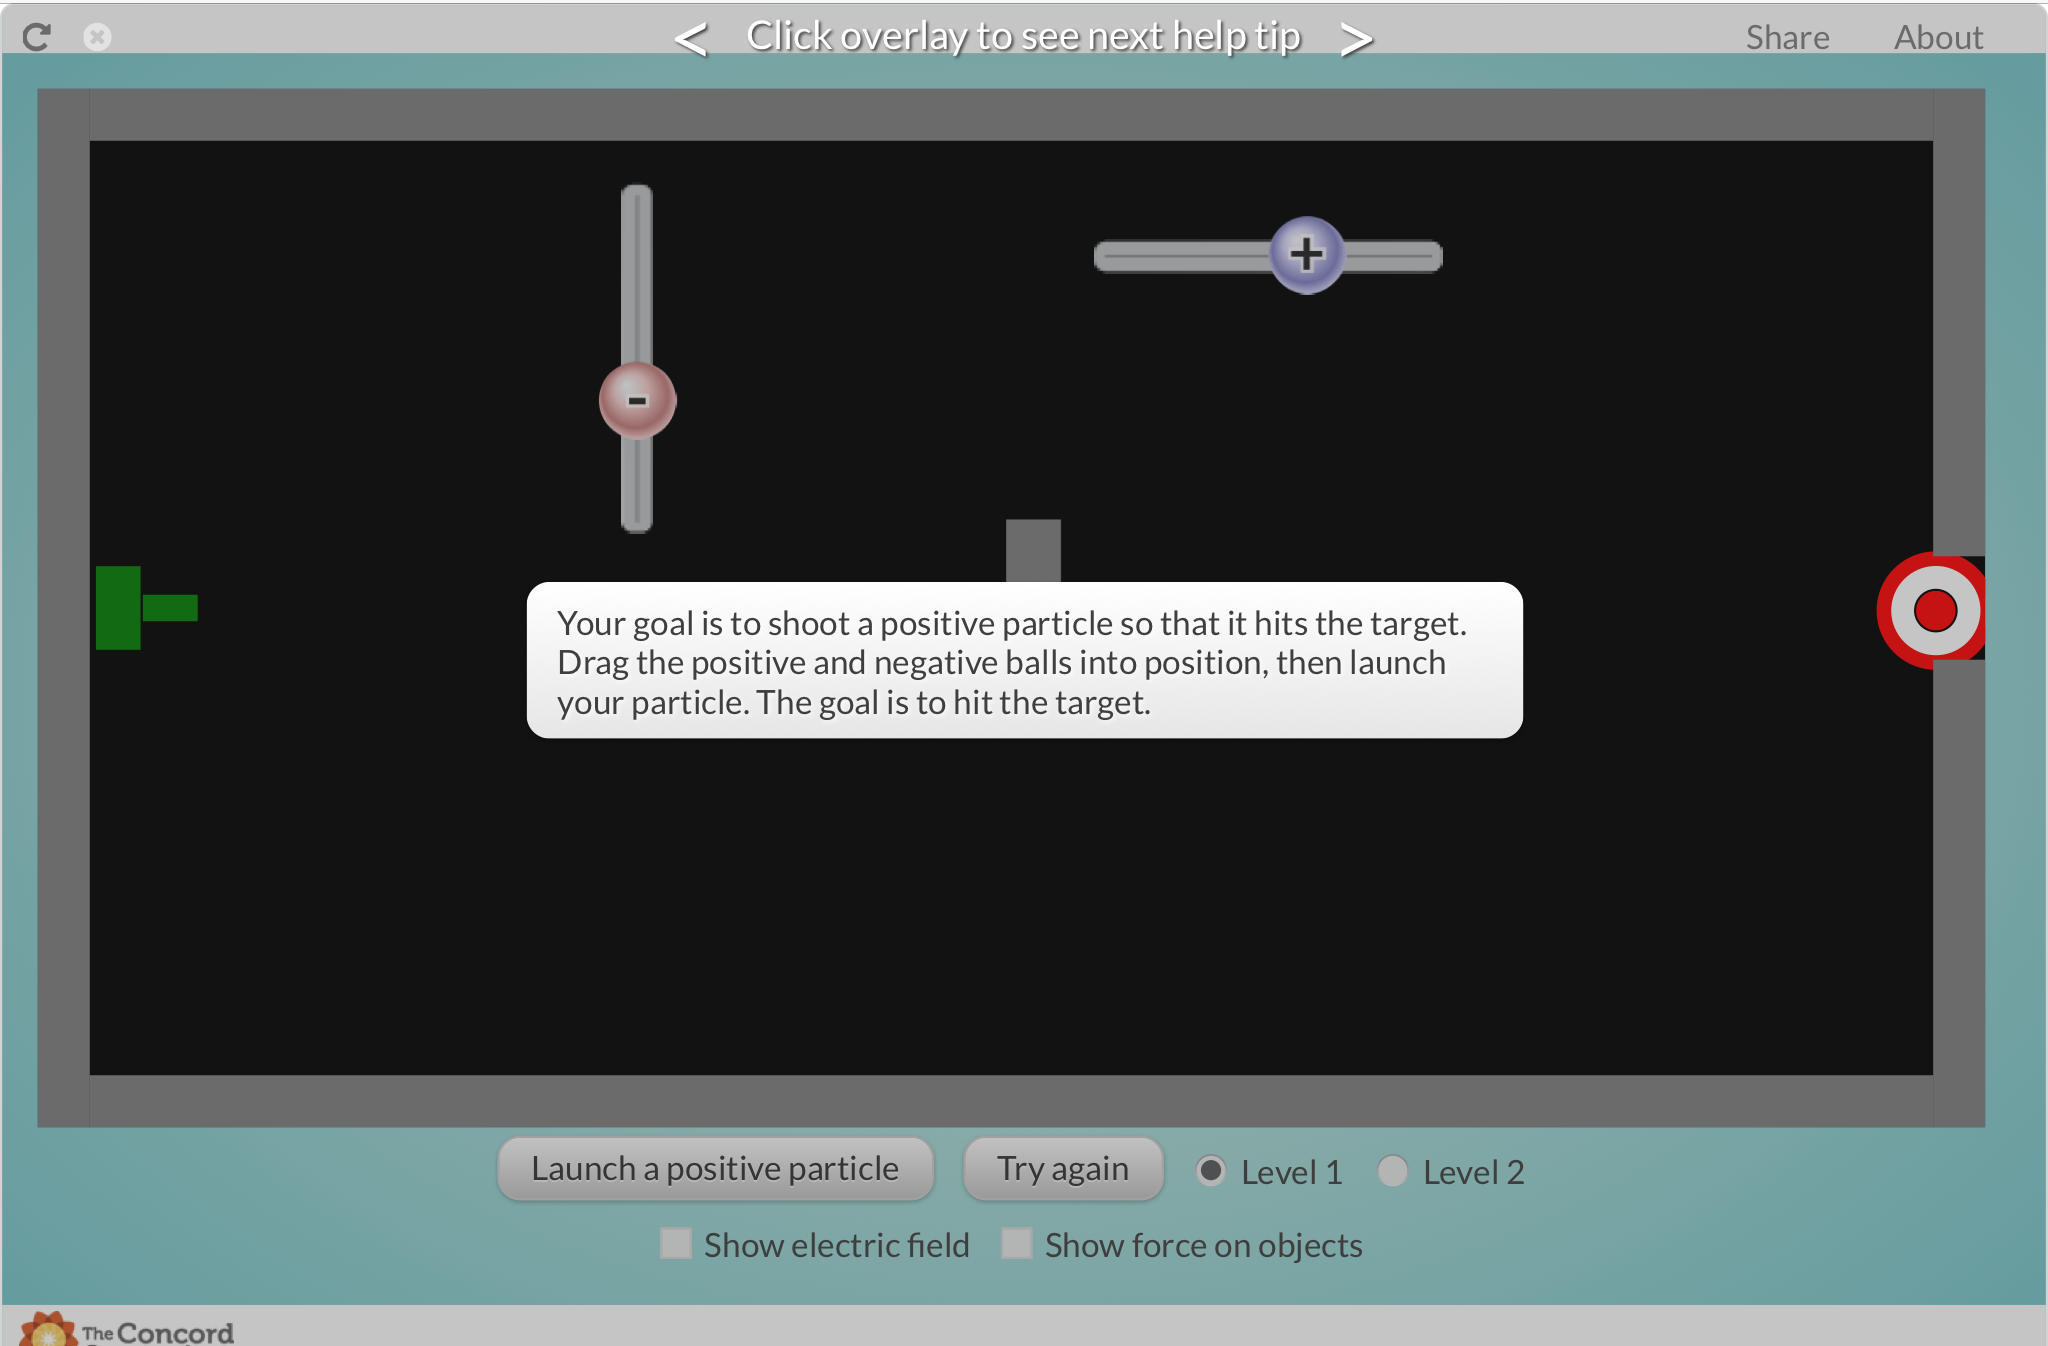 < Click overlay to see next help tip >
Share About
+
-
Your goal is to shoot a positive particle so that it hits the target.
Drag the positive and negative balls into position, then launch
your particle. The goal is to hit the target.
Launch a positive particle
Try again
Level 1
Level 2
Show electric field
Show force on objects
The Concord